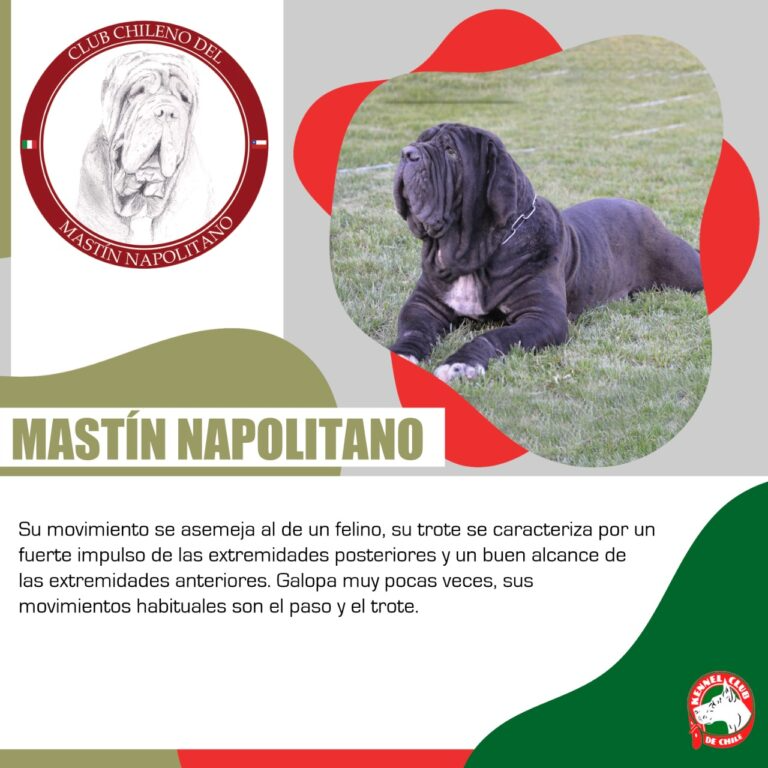 CLUB CHILENO DEL
MASTÍN NAPOLITANO
MASTÍN NAPOLITANO
Su movimiento se asemeja al de un felino, su trote se caracteriza por un
fuerte impulso de las extremidades posteriores y un buen alcance de
las extremidades anteriores. Galopa muy pocas veces, sus
movimientos habituales son el paso y el trote.
KENNEL CLUB
DE CHILE